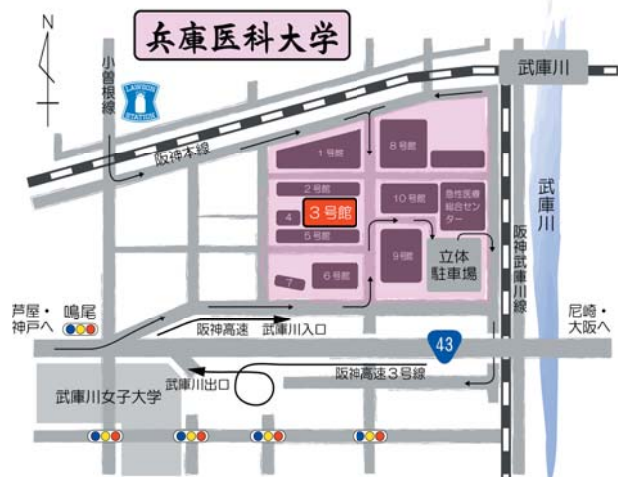 N
兵庫医科大学
小曽根線
LAWSON
STATION
武庫川
阪神本線
1号館
8号館
2号館
4
3号館
5号館
10号館
急性医療
総合セン
ター
9号館
立体
駐車場
7
6号館
武庫川
阪神武庫川線
芦屋・
神戸へ
鳴尾
阪神高速 武庫川入口
尼崎・
大阪へ
43
武庫川出口
阪神高速3号線
武庫川女子大学